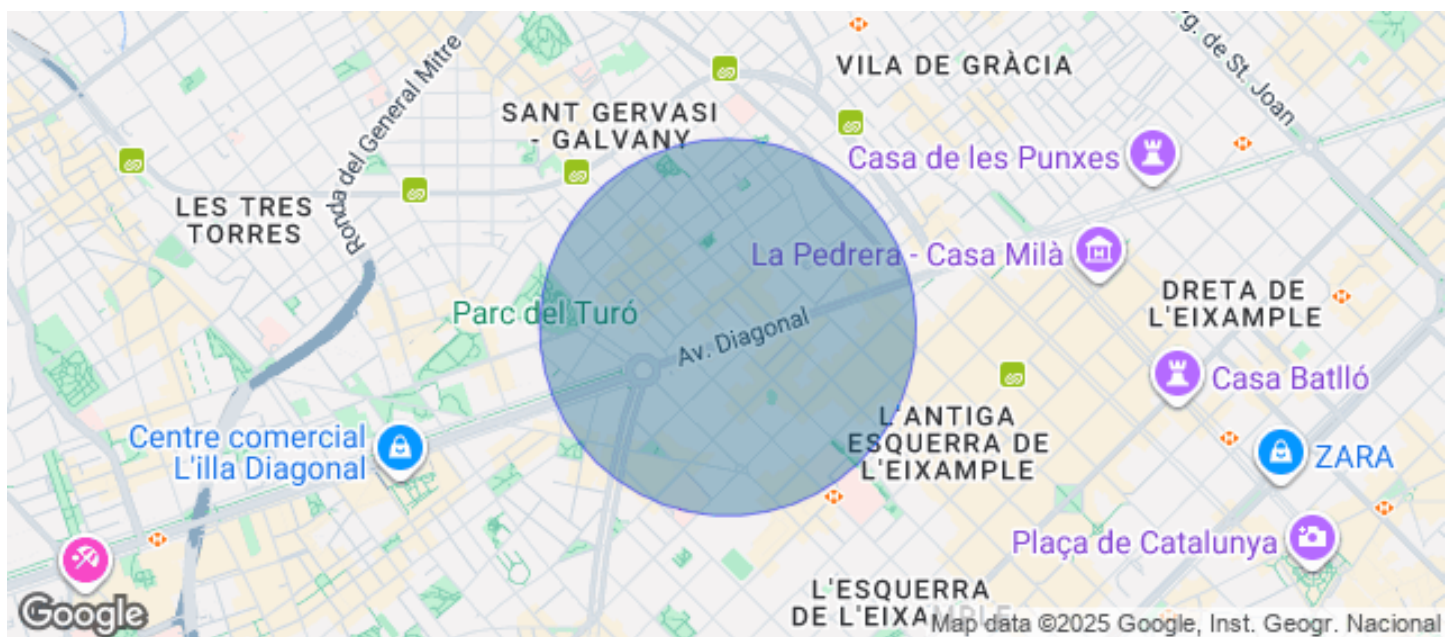 Ronda del General Mitre
VILA DE GRÀCIA
g. de St. Joan
SANT GERVASI
- GALVANY
Casa de les Punxes
LES TRES
TORRES
La Pedrera - Casa Milà
DRETA DE
L'EIXAMPLE
Parc del Turó
Av. Diagonal
Casa Batlló
L'ANTIGA
ESQUERRA DE
L'EIXAMPLE
Centre comercial
L'illa Diagonal
ZARA
Plaça de Catalunya
L'ESQUERRA
DE L'EIXAMPLE
Google
Map data ©2025 Google, Inst. Geogr. Nacional